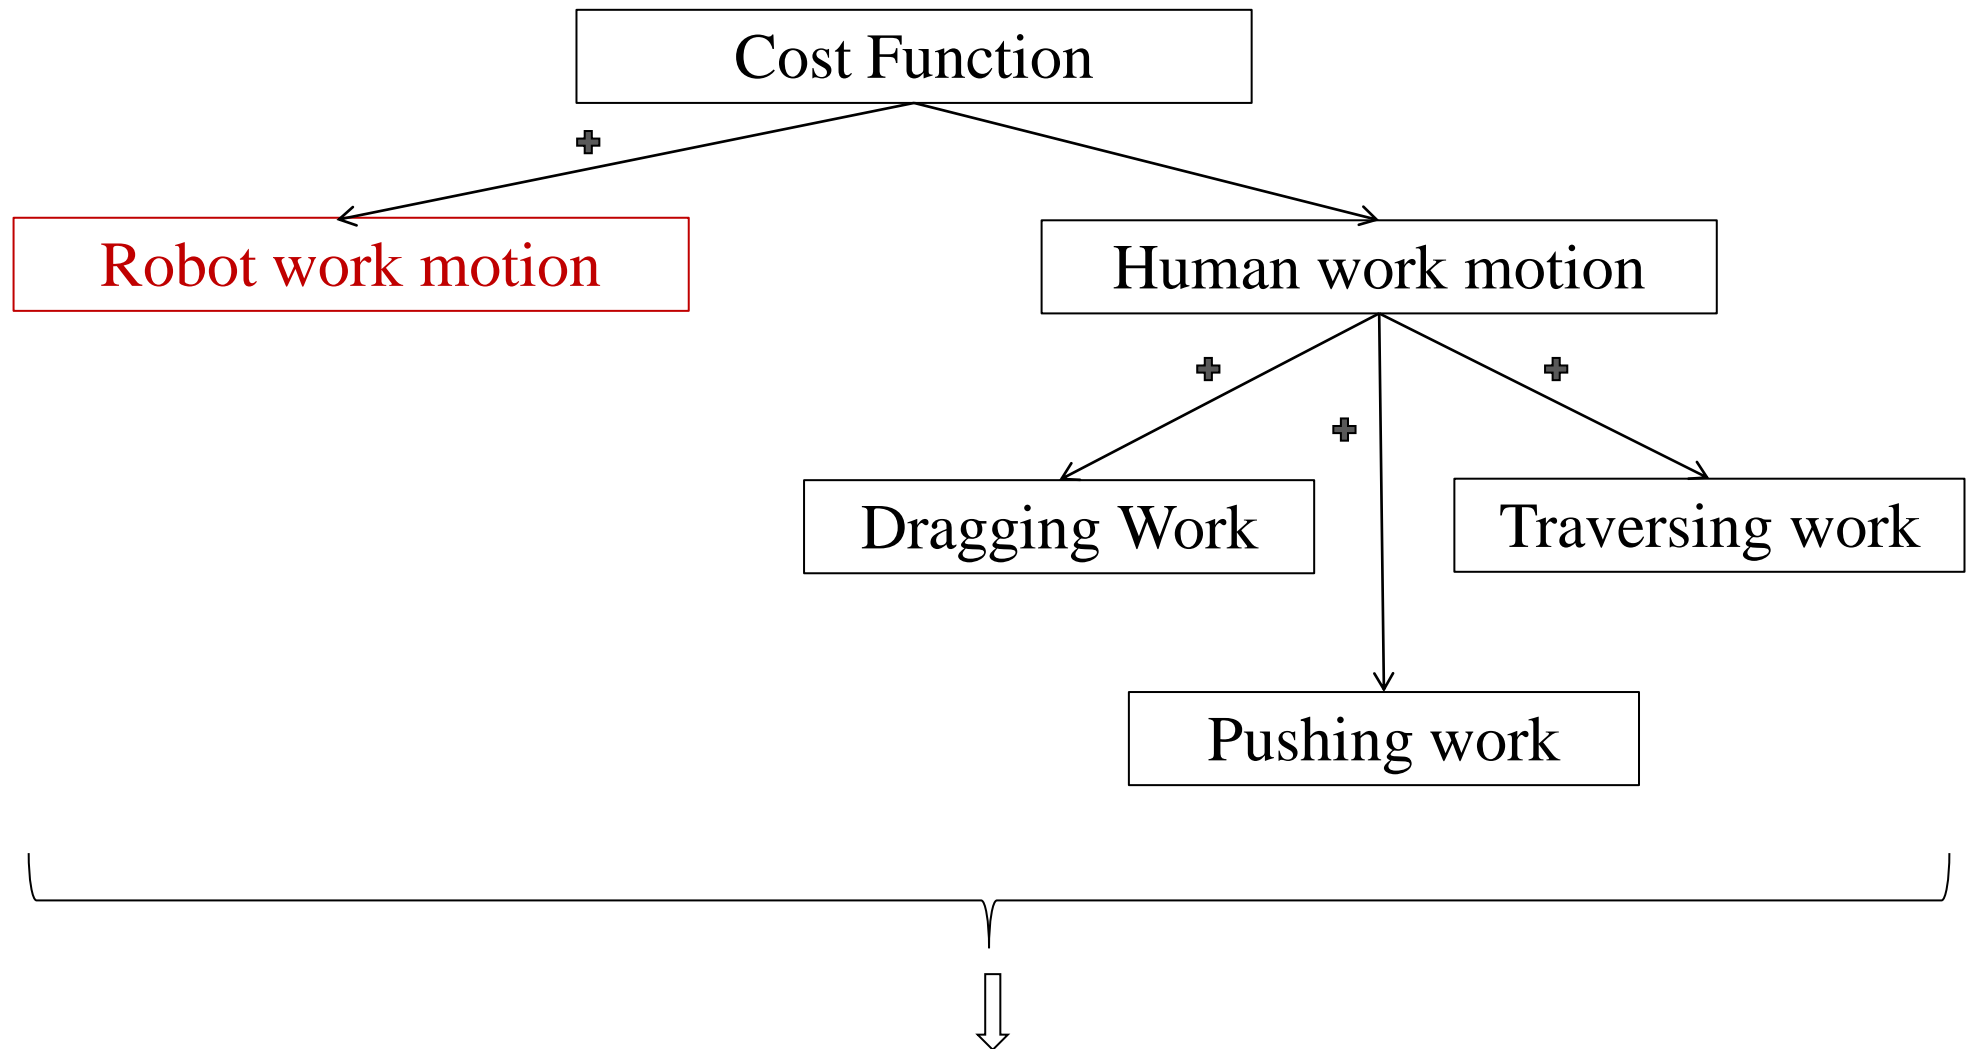 Cost Function
Robot work motion
Human work motion
Dragging Work
Traversing work
Pushing work